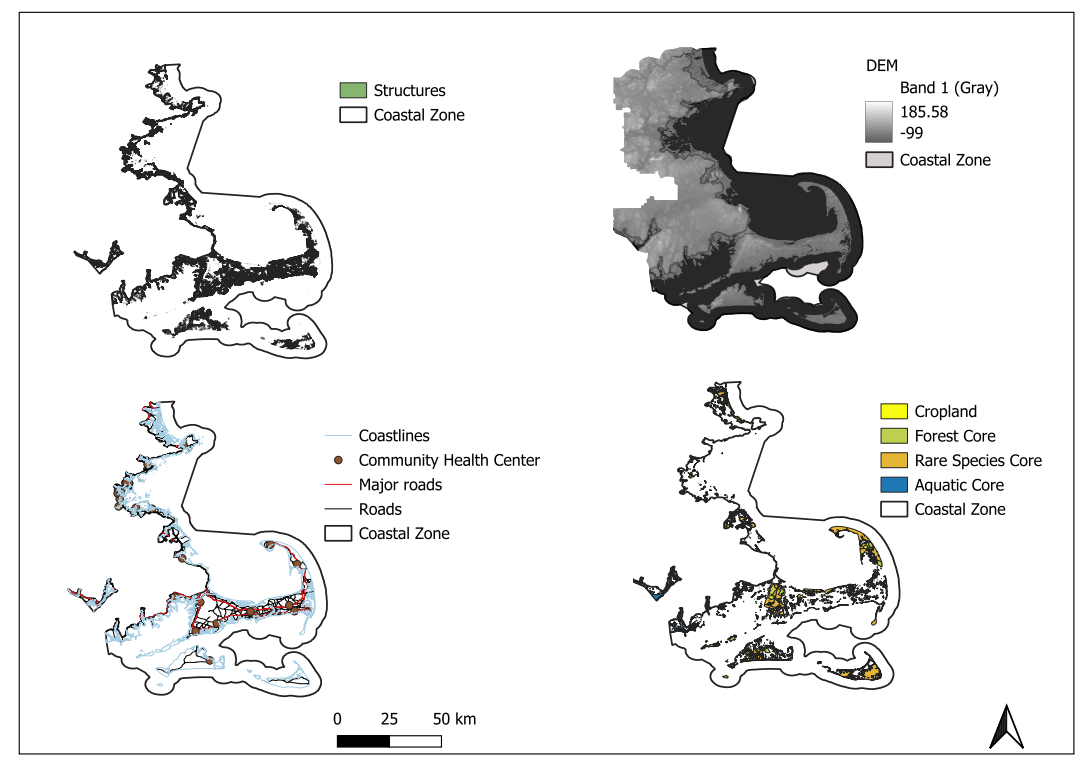 Structures
Coastal Zone
DEM
Band 1 (Gray)
185.58
-99
Coastal Zone
Coastlines
Community Health Center
Major roads
Roads
Coastal Zone
Cropland
Forest Core
Rare Species Core
Aquatic Core
Coastal Zone
0 25 50 km